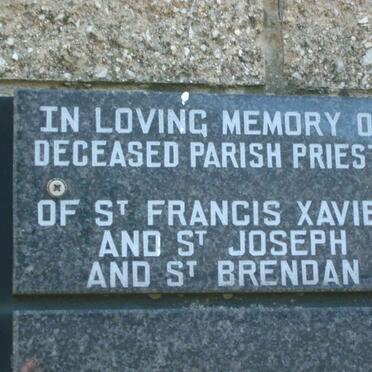 IN LOVING MEMORY O
DECEASED PARISH PRIEST
OF ST FRANCIS XAVIE
AND ST JOSEPH
AND ST BRENDAN